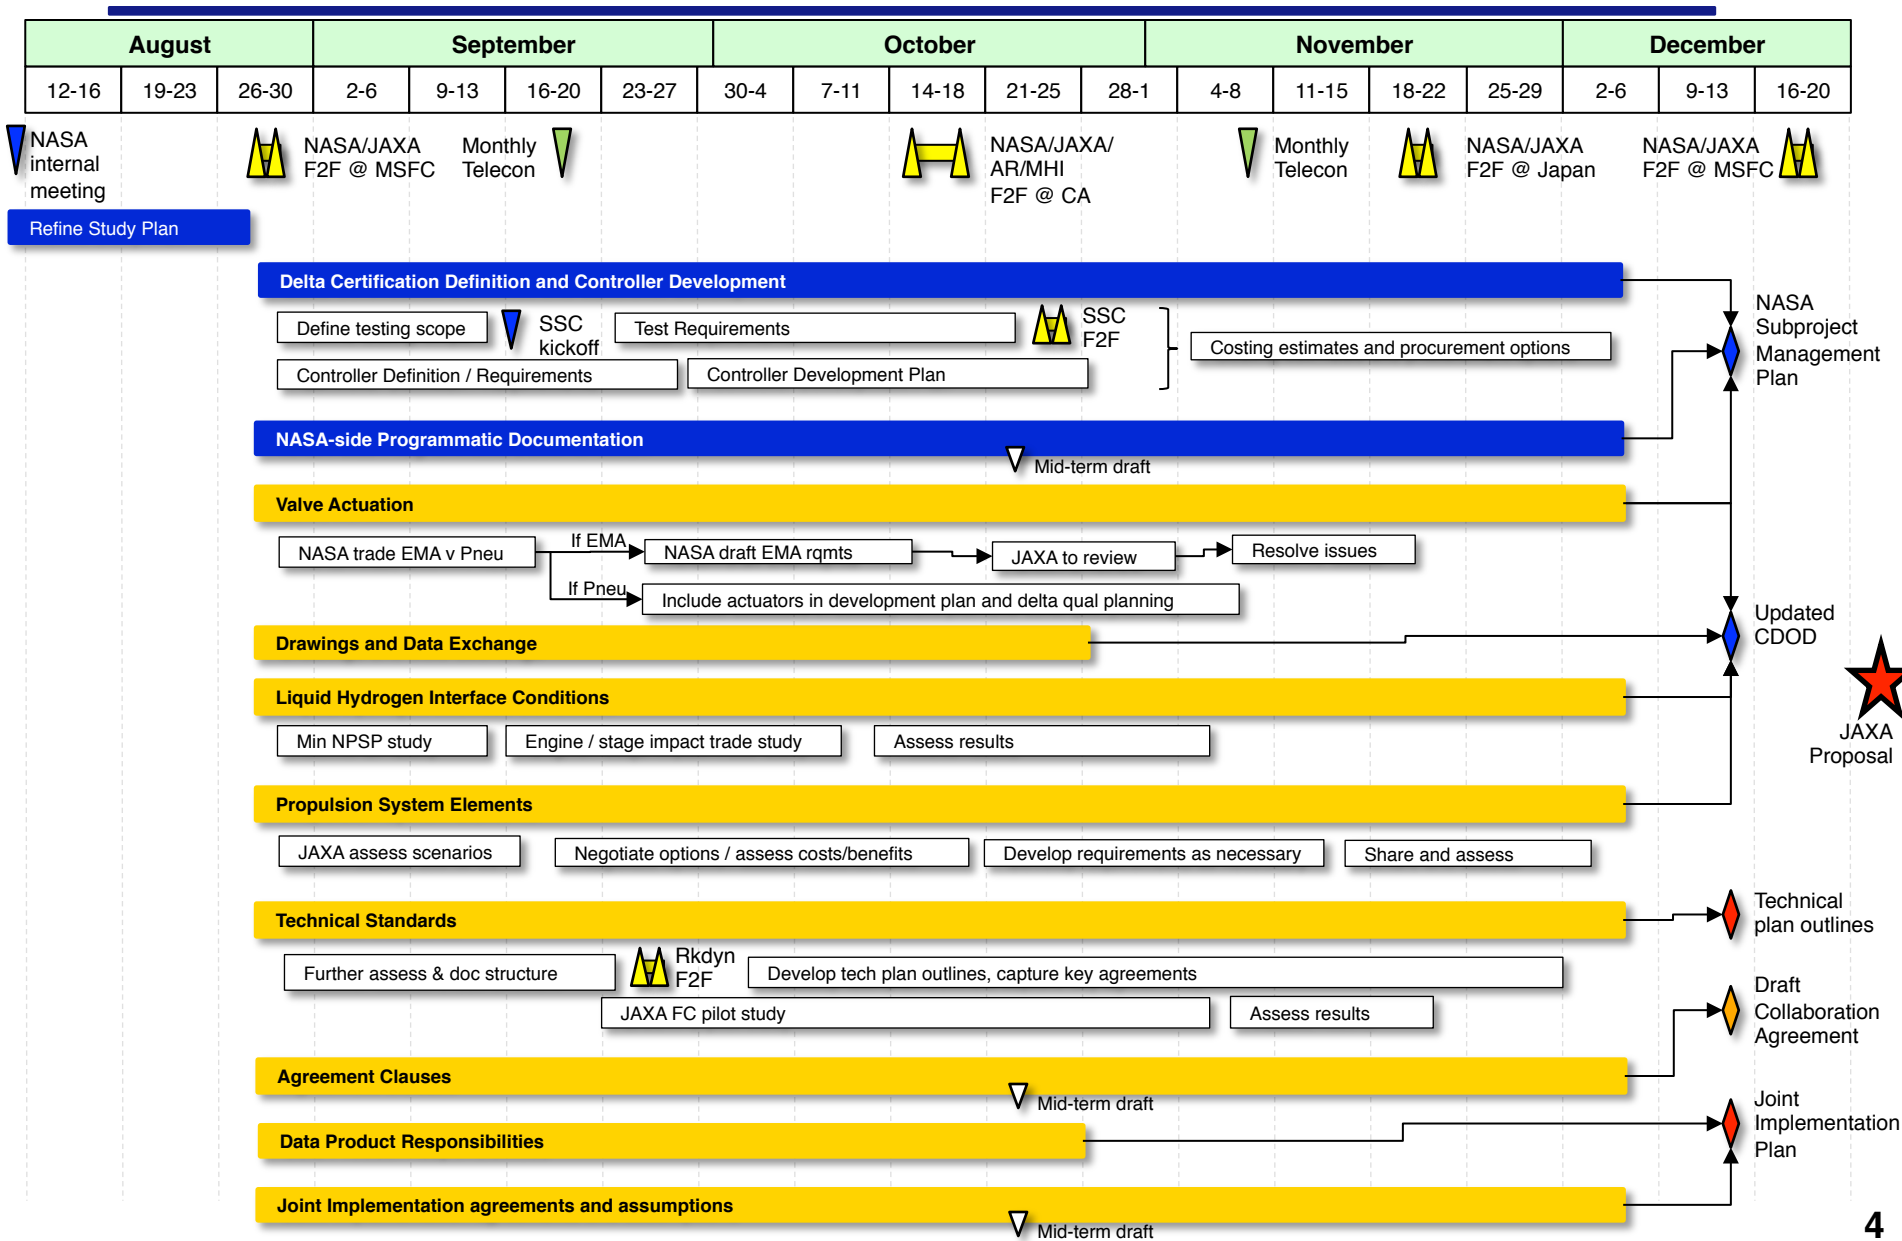 August September October November December
12-16 19-23 26-30 2-6 9-13 16-20 23-27 30-4 7-11 14-18 21-25 28-1 4-8 11-15 18-22 25-29 2-6 9-13 16-20
NASA
internal
meeting
NASA/JAXA
F2F @ MSFC
Monthly
Telecon
NASA/JAXA/
AR/MHI
F2F @ CA
Monthly
Telecon
NASA/JAXA
F2F @ Japan
NASA/JAXA
F2F @ MSFC
Refine Study Plan
Delta Certification Definition and Controller Development
Define testing scope
SSC
kickoff
Test Requirements
SSC
F2F
Controller Definition / Requirements
Controller Development Plan
Costing estimates and procurement options
NASA
Subproject
Management
Plan
NASA-side Programmatic Documentation
Mid-term draft
Valve Actuation
NASA trade EMA v Pneu
If EMA
NASA draft EMA rqmts
JAXA to review
Resolve issues
If Pneu
Include actuators in development plan and delta qual planning
Drawings and Data Exchange
Updated
CDOD
Liquid Hydrogen Interface Conditions
Min NPSP study
Engine / stage impact trade study
Assess results
JAXA
Proposal
Propulsion System Elements
JAXA assess scenarios
Negotiate options / assess costs/benefits
Develop requirements as necessary
Share and assess
Technical Standards
Technical
plan outlines
Further assess & doc structure
Rkdyn
F2F
Develop tech plan outlines, capture key agreements
JAXA FC pilot study
Assess results
Draft
Collaboration
Agreement
Agreement Clauses
Mid-term draft
Data Product Responsibilities
Joint
Implementation
Plan
Joint Implementation agreements and assumptions
Mid-term draft
4